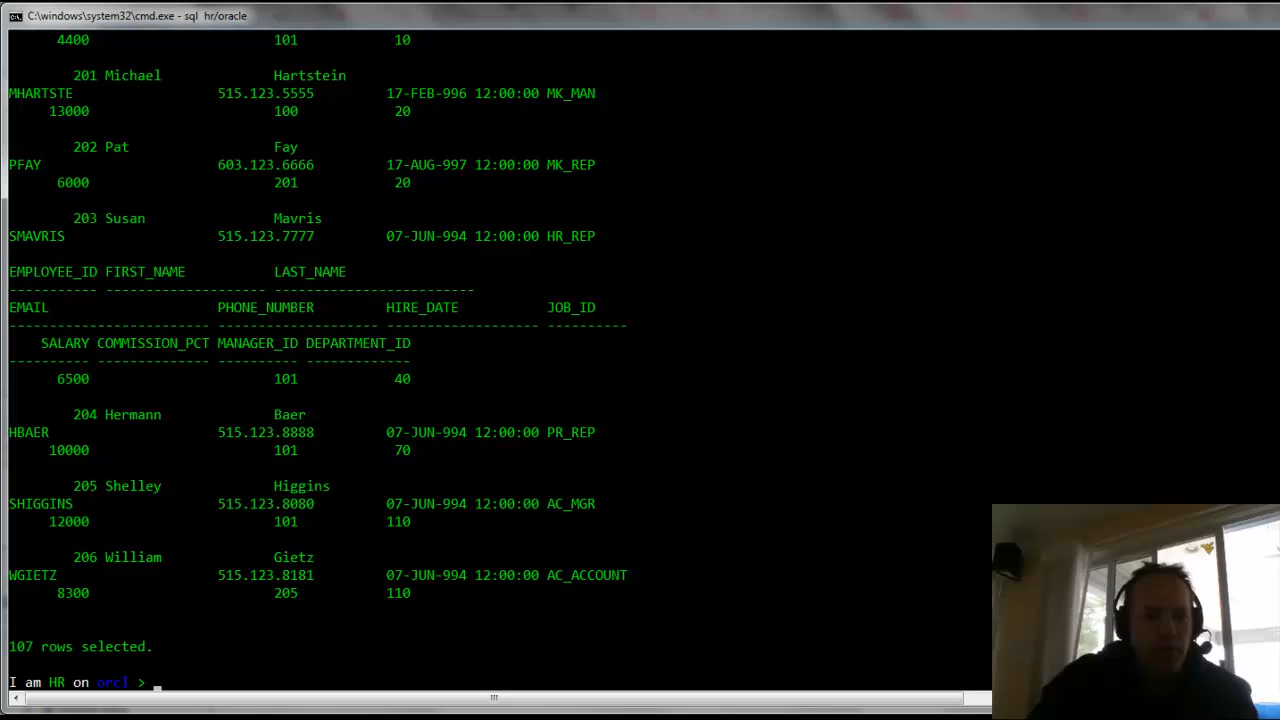 C:\windows\system32\cmd.exe - sql hr/oracle
4400 101 10
201 Michael Hartstein
MHARTSTE 515.123.5555 17-FEB-996 12:00:00 MK_MAN
13000 100 20
202 Pat Fay
PFAY 603.123.6666 17-AUG-997 12:00:00 MK_REP
6000 201 20
203 Susan Mavris
SMAVRIS 515.123.7777 07-JUN-994 12:00:00 HR_REP
EMPLOYEE_ID FIRST_NAME LAST_NAME
----------- -------------------- -------------------------
EMAIL PHONE_NUMBER HIRE_DATE JOB_ID
------------------------- -------------------- ------------------- ----------
SALARY COMMISSION_PCT MANAGER_ID DEPARTMENT_ID
---------- -------------- ---------- -------------
6500 101 40
204 Hermann Baer
HBAER 515.123.8888 07-JUN-994 12:00:00 PR_REP
10000 101 70
205 Shelley Higgins
SHIGGINS 515.123.8080 07-JUN-994 12:00:00 AC_MGR
12000 101 110
206 William Gietz
WGIETZ 515.123.8181 07-JUN-994 12:00:00 AC_ACCOUNT
8300 205 110
107 rows selected.
I am HR on orcl >